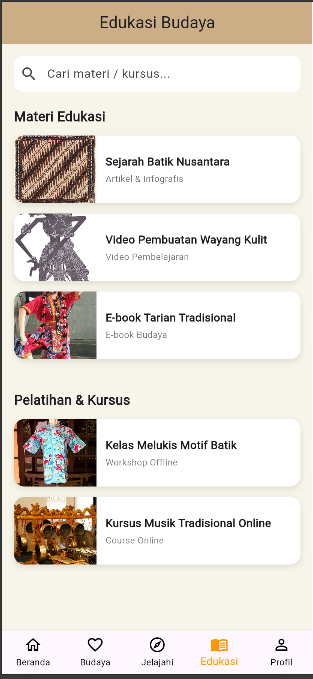 Edukasi Budaya
Cari materi / kursus...
Materi Edukasi
Sejarah Batik Nusantara
Artikel & Infografis
Video Pembuatan Wayang Kulit
Video Pembelajaran
E-book Tarian Tradisional
E-book Budaya
Pelatihan & Kursus
Kelas Melukis Motif Batik
Workshop Offline
Kursus Musik Tradisional Online
Course Online
Beranda Budaya Jelajahi Edukasi Profil